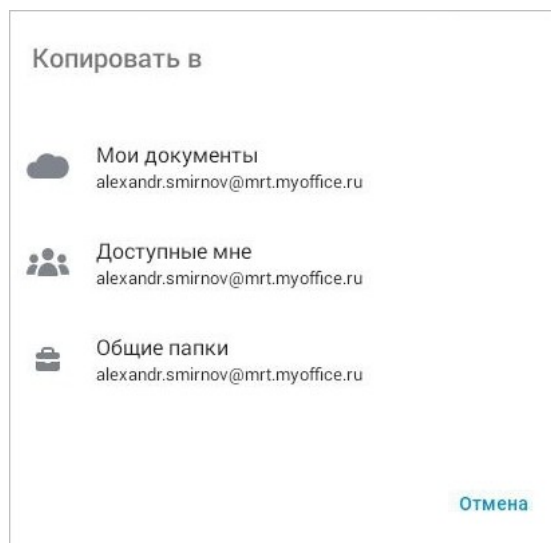 Копировать в
Мои документы
alexandr.smirnov@mrt.myoffice.ru
Доступные мне
alexandr.smirnov@mrt.myoffice.ru
Общие папки
alexandr.smirnov@mrt.myoffice.ru
Отмена